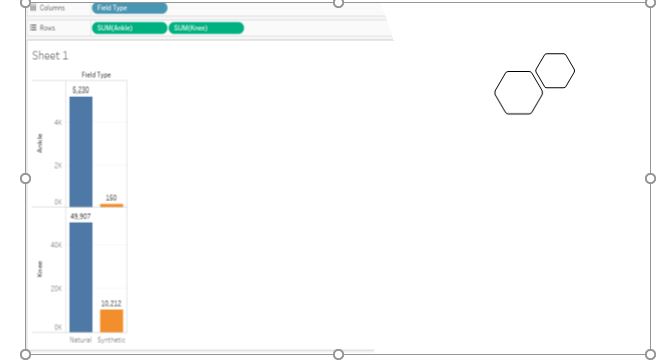 Columns Field Type
Rows SUM(Ankle) SUM(Knee)
Sheet 1
Field Type
5,230
4K
Ankle
2K
150
0K
49,907
40K
Knee
20K
10,212
0K
Natural Synthetic